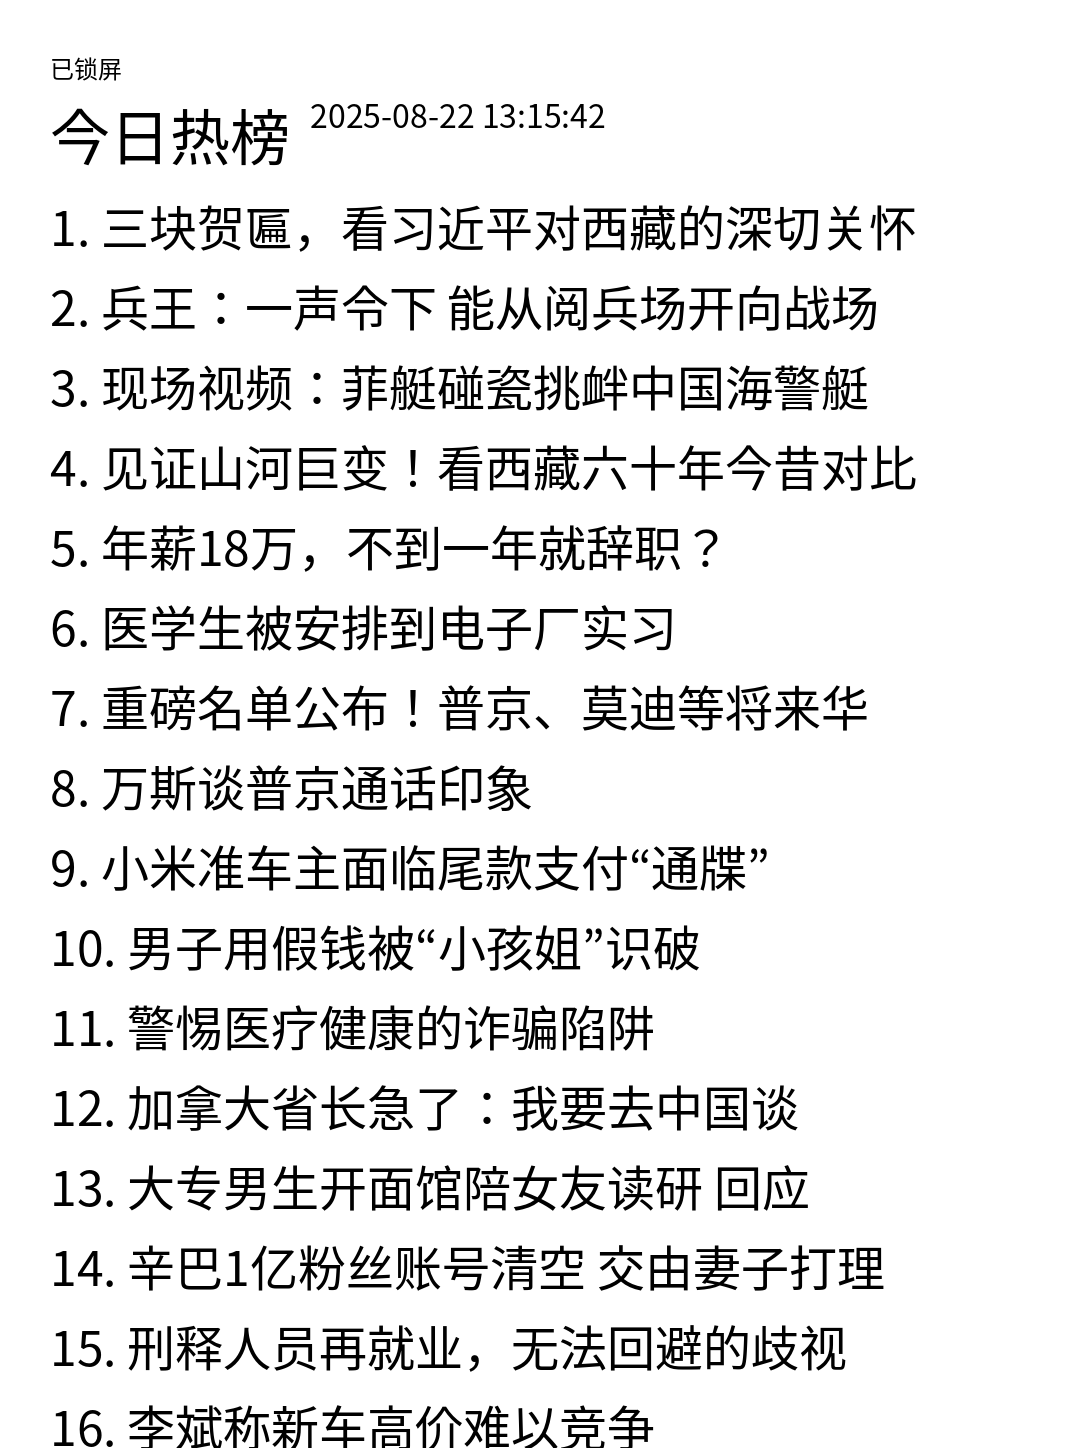 已锁屏
今日热榜 2025-08-22 13:15:42
1. 三块贺匾，看习近平对西藏的深切关怀
2. 兵王：一声令下 能从阅兵场开向战场
3. 现场视频：菲艇碰瓷挑衅中国海警艇
4. 见证山河巨变！看西藏六十年今昔对比
5. 年薪18万，不到一年就辞职？
6. 医学生被安排到电子厂实习
7. 重磅名单公布！普京、莫迪等将来华
8. 万斯谈普京通话印象
9. 小米准车主面临尾款支付“通牒”
10. 男子用假钱被“小孩姐”识破
11. 警惕医疗健康的诈骗陷阱
12. 加拿大省长急了：我要去中国谈
13. 大专男生开面馆陪女友读研 回应
14. 辛巴1亿粉丝账号清空 交由妻子打理
15. 刑释人员再就业，无法回避的歧视
16. 李斌称新车高价难以竞争